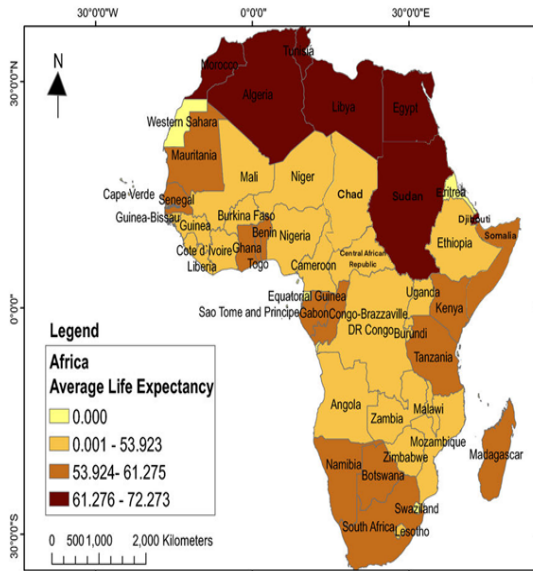 30°0'0"W 0°0'0" 30°0'0"E
30°0'0"N
0°0'0"
30°0'0"S
N
Morocco
Tunisia
Algeria
Libya
Egypt
Western Sahara
Mauritania
Mali
Niger
Chad
Sudan
Eritrea
Cape Verde
Senegal
Guinea-Bissau
Guinea
Burkina Faso
Benin
Nigeria
Djibouti
Somalia
Ethiopia
Cote d'Ivoire
Ghana
Togo
Liberia
Cameroon
Central African
Republic
Equatorial Guinea
Uganda
Sao Tome and Principe
Gabon
Congo-Brazzaville
Kenya
DR Congo
Burundi
Tanzania
Angola
Zambia
Malawi
Mozambique
Zimbabwe
Madagascar
Namibia
Botswana
Swaziland
South Africa
Lesotho
Legend
Africa
Average Life Expectancy
0.000
0.001 - 53.923
53.924- 61.275
61.276 - 72.273
0 5001,000 2,000 Kilometers